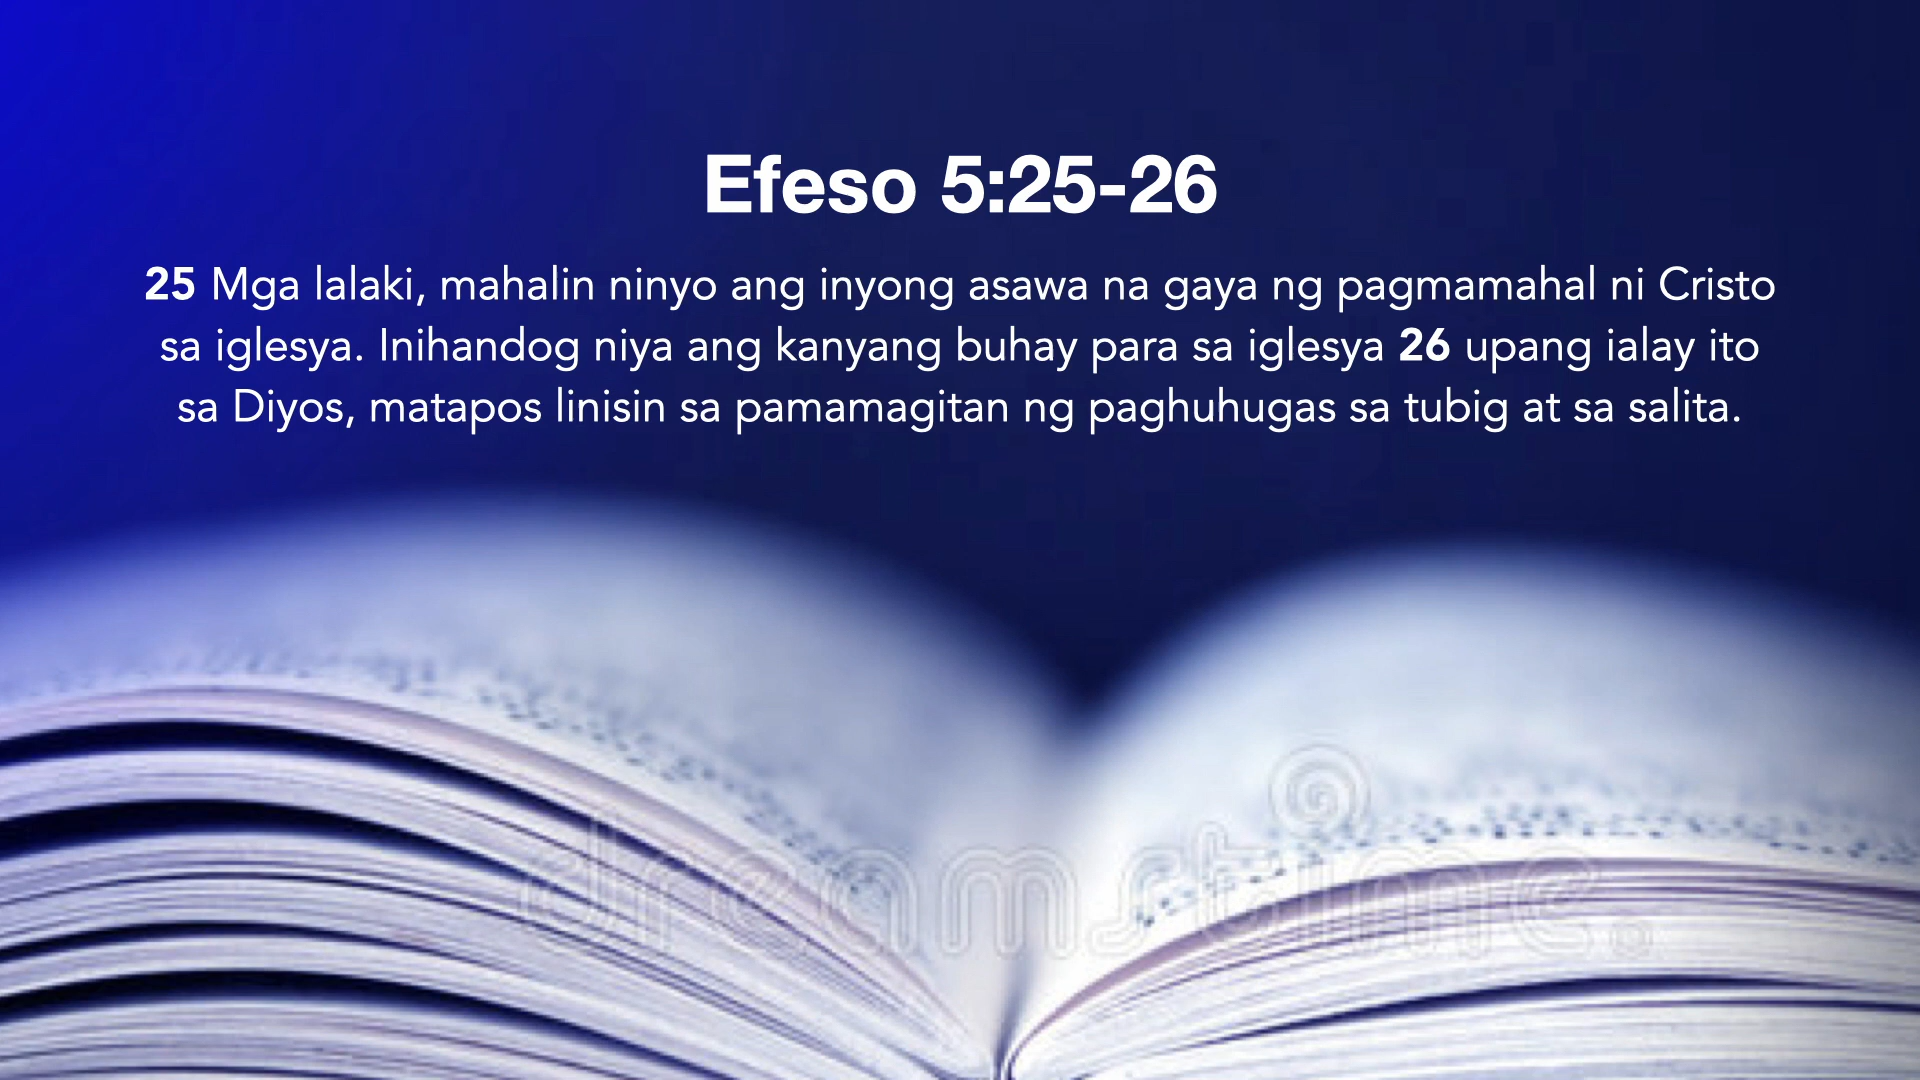 Efeso 5:25-26
25 Mga lalaki, mahalin ninyo ang inyong asawa na gaya ng pagmamahal ni Cristo
sa iglesya. Inihandog niya ang kanyang buhay para sa iglesya 26 upang ialay ito
sa Diyos, matapos linisin sa pamamagitan ng paghuhugas sa tubig at sa salita.
dreamstime